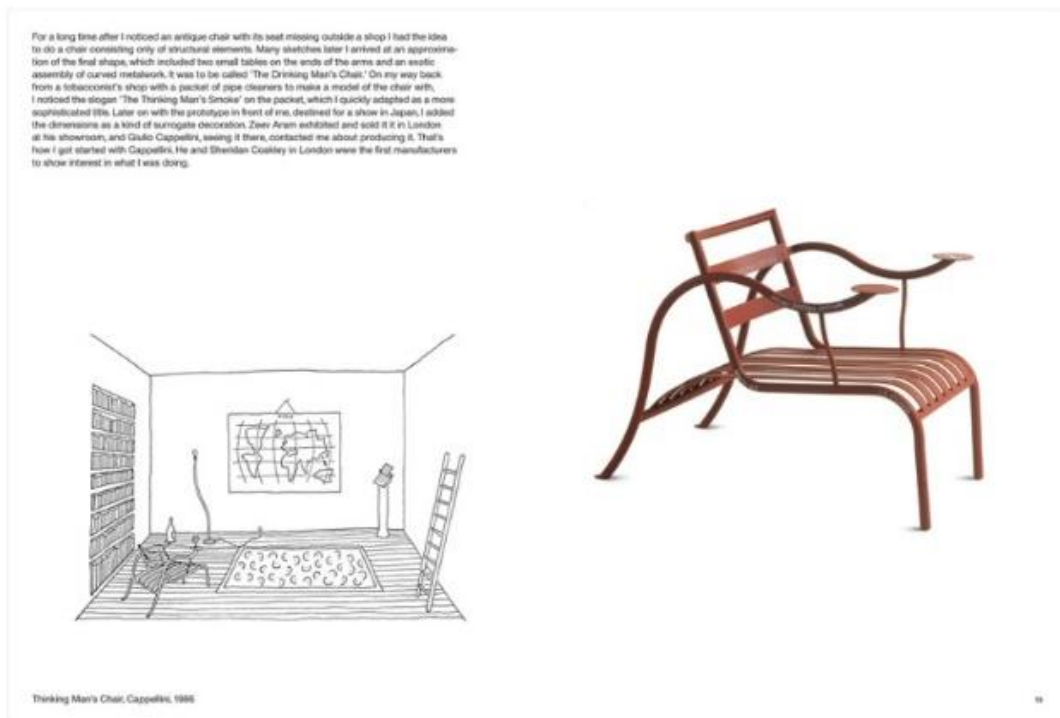 For a long time after I noticed an antique chair with its seat missing outside a shop I had the idea
to do a chair consisting only of structural elements. Many sketches later I arrived at an approxima-
tion of the final shape, which included two small tables on the ends of the arms and an exotic
assembly of curved metalwork. It was to be called 'The Drinking Man's Chair.' On my way back
from a tobacconist's shop with a packet of pipe cleaners to make a model of the chair with,
I noticed the slogan 'The Thinking Man's Smoke' on the packet, which I quickly adapted as a more
sophisticated title. Later on with the prototype in front of me, destined for a show in Japan, I added
the dimensions as a kind of surrogate decoration. Zeev Aram exhibited and sold it it in London
at his showroom, and Giulio Cappellini, seeing it there, contacted me about producing it. That's
how I got started with Cappellini. He and Sheridan Coakley in London were the first manufacturers
to show interest in what I was doing.
Thinking Man's Chair, Cappellini, 1986